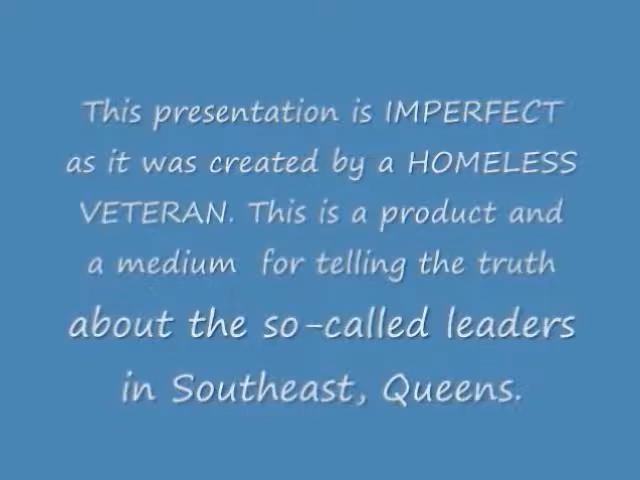 This presentation is IMPERFECT
as it was created by a HOMELESS
VETERAN. This is a product and
a medium for telling the truth
about the so-called leaders
in Southeast, Queens.